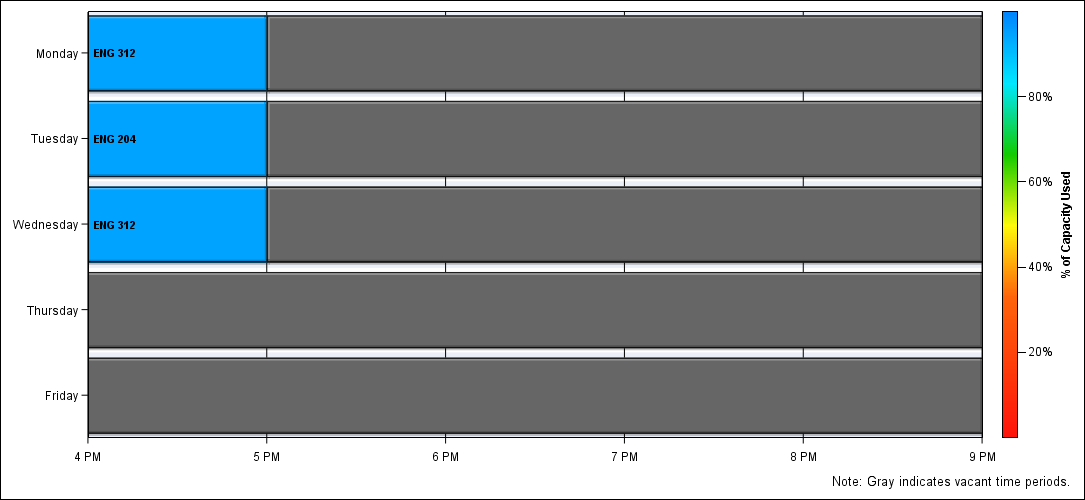 Monday
ENG 312
Tuesday
ENG 204
Wednesday
ENG 312
Thursday
Friday
4 PM 5 PM 6 PM 7 PM 8 PM 9 PM
80%
60%
40%
20%
% of Capacity Used
Note: Gray indicates vacant time periods.